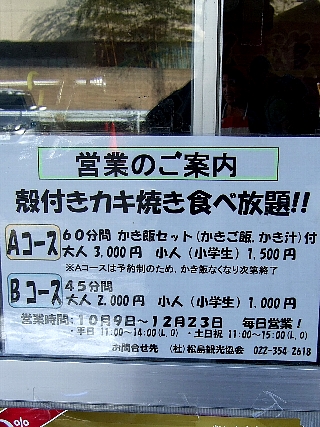 営業のご案内
殻付きカキ焼き食べ放題!!
Aコース 60分間 かき飯セット(かきご飯、かき汁)付
大人 3,000円 小人(小学生)1,500円
※Aコースは予約制のため、かき飯なくなり次第終了
Bコース 45分間
大人 2,000円 小人(小学生)1,000円
営業時間:10月9日~12月23日 毎日営業!
・平日 11:00~14:00(L.O) ・土日祝 11:00~15:00(L.O)
お問合せ先 (社)松島観光協会 022-354 2618
%